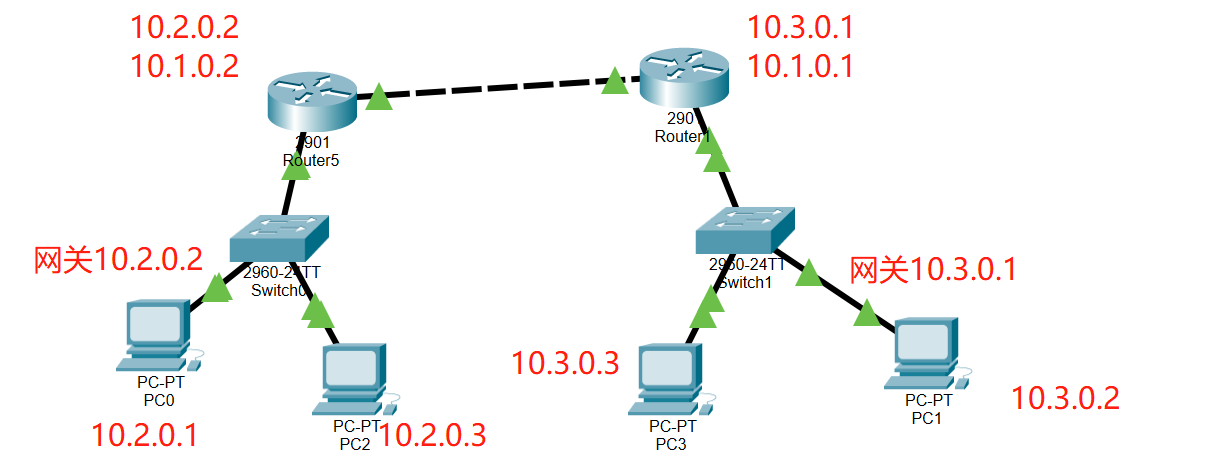 10.2.0.2
10.1.0.2
10.3.0.1
10.1.0.1
2901
Router5
290
Router1
网关10.2.0.2
2960-24TT
Switch0
2960-24TT
Switch1
网关10.3.0.1
PC-PT
PC0
10.2.0.1
PC-PT
PC2
10.2.0.3
10.3.0.3
PC-PT
PC3
PC-PT
PC1
10.3.0.2